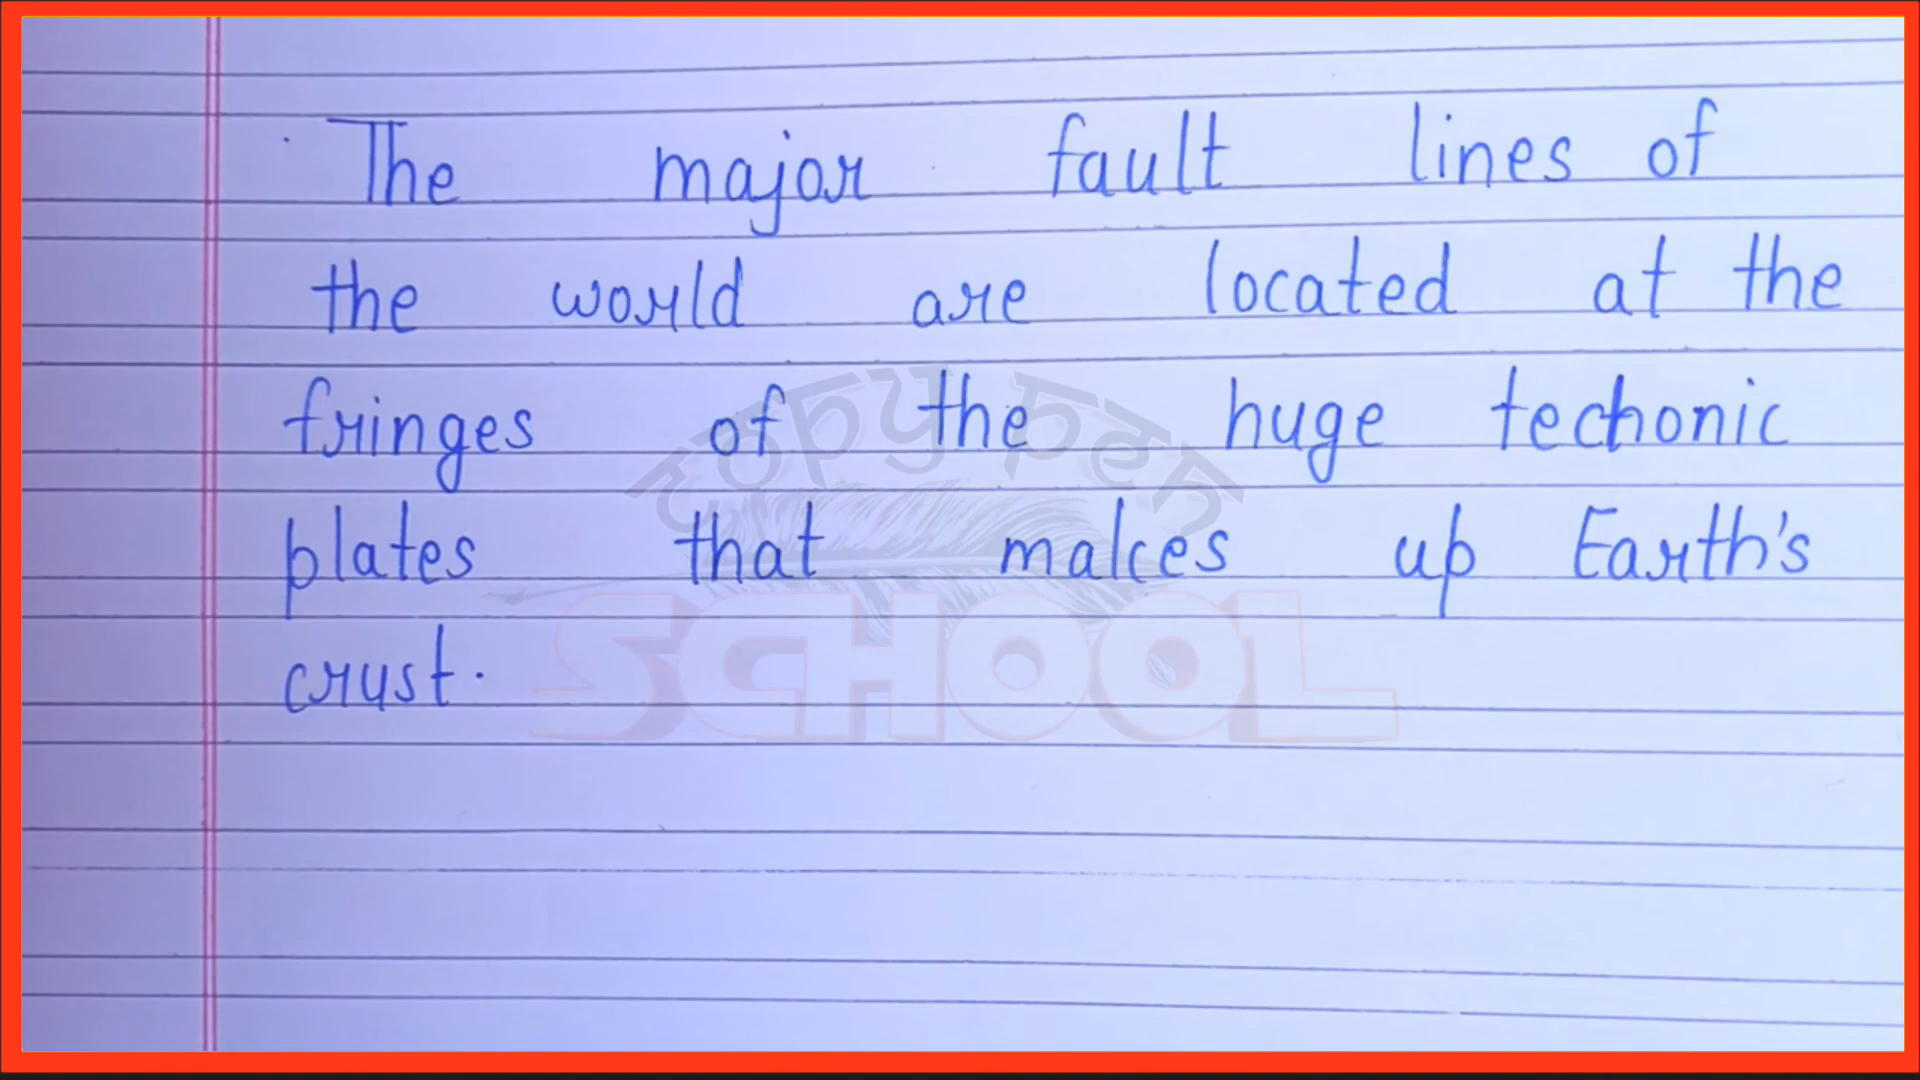 The major fault lines of
the world are located at the
fringes of the huge techonic
plates that makes up Earth's
crust.
SCHOOL